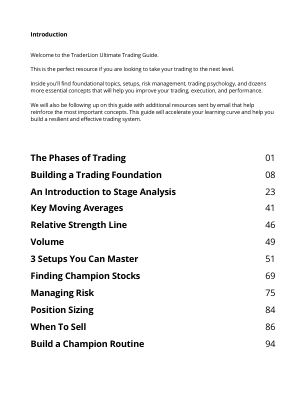 Introduction
Welcome to the TraderLion Ultimate Trading Guide.
This is the perfect resource if you are looking to take your trading to the next level.
Inside you'll find foundational topics, setups, risk management, trading psychology, and dozens
more essential concepts that will help you improve your trading, execution, and performance.
We will also be following up on this guide with additional resources sent by email that help
reinforce the most important concepts. This guide will accelerate your learning curve and help you
build a resilient and effective trading system.
The Phases of Trading 01
Building a Trading Foundation 08
An Introduction to Stage Analysis 23
Key Moving Averages 41
Relative Strength Line 46
Volume 49
3 Setups You Can Master 51
Finding Champion Stocks 69
Managing Risk 75
Position Sizing 84
When To Sell 86
Build a Champion Routine 94